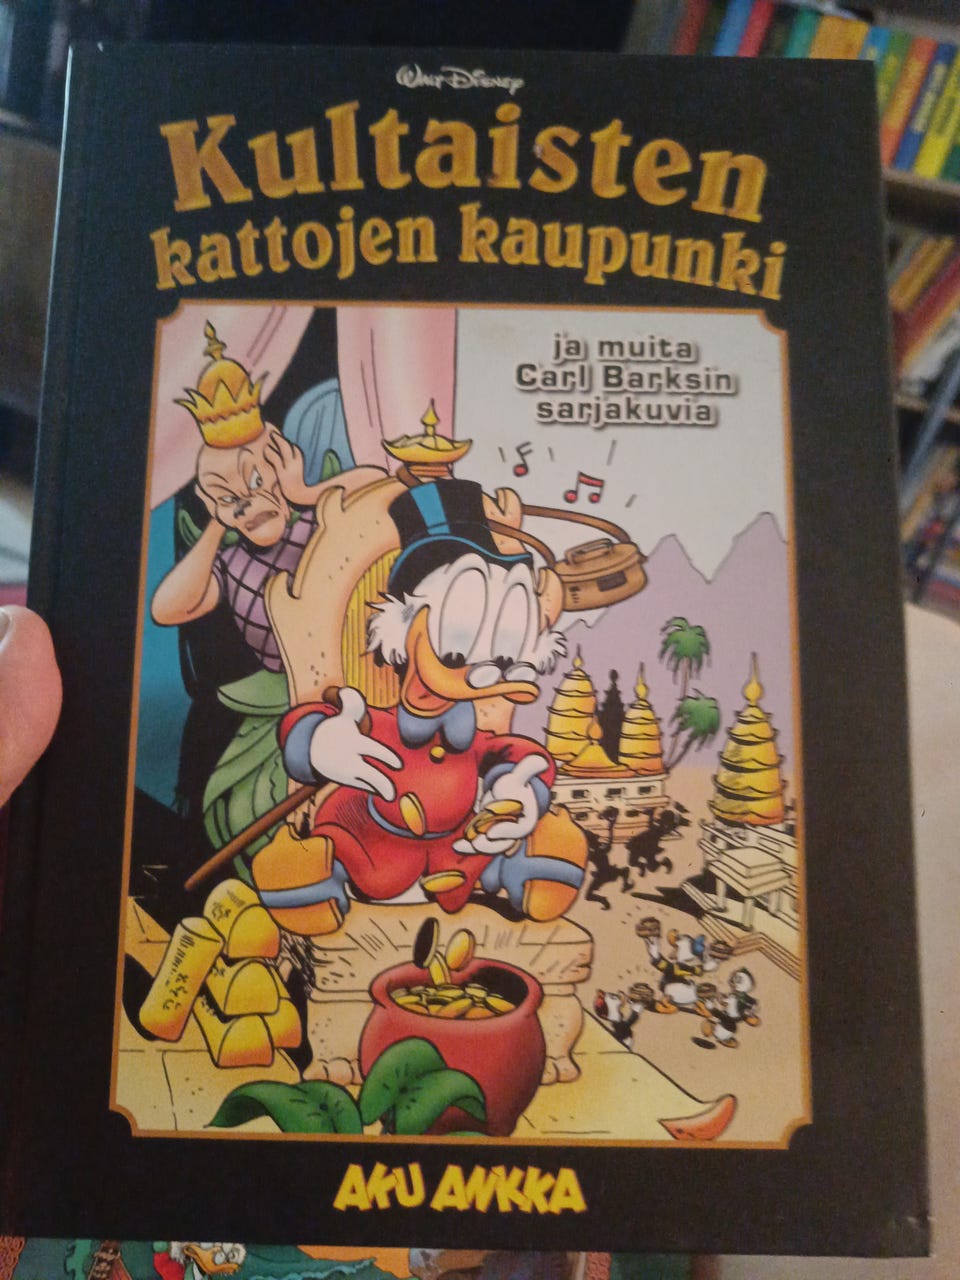 Walt Disney
Kultaisten
kattojen kaupunki
ja muita
Carl Barksin
sarjakuvia
AKU ANKKA